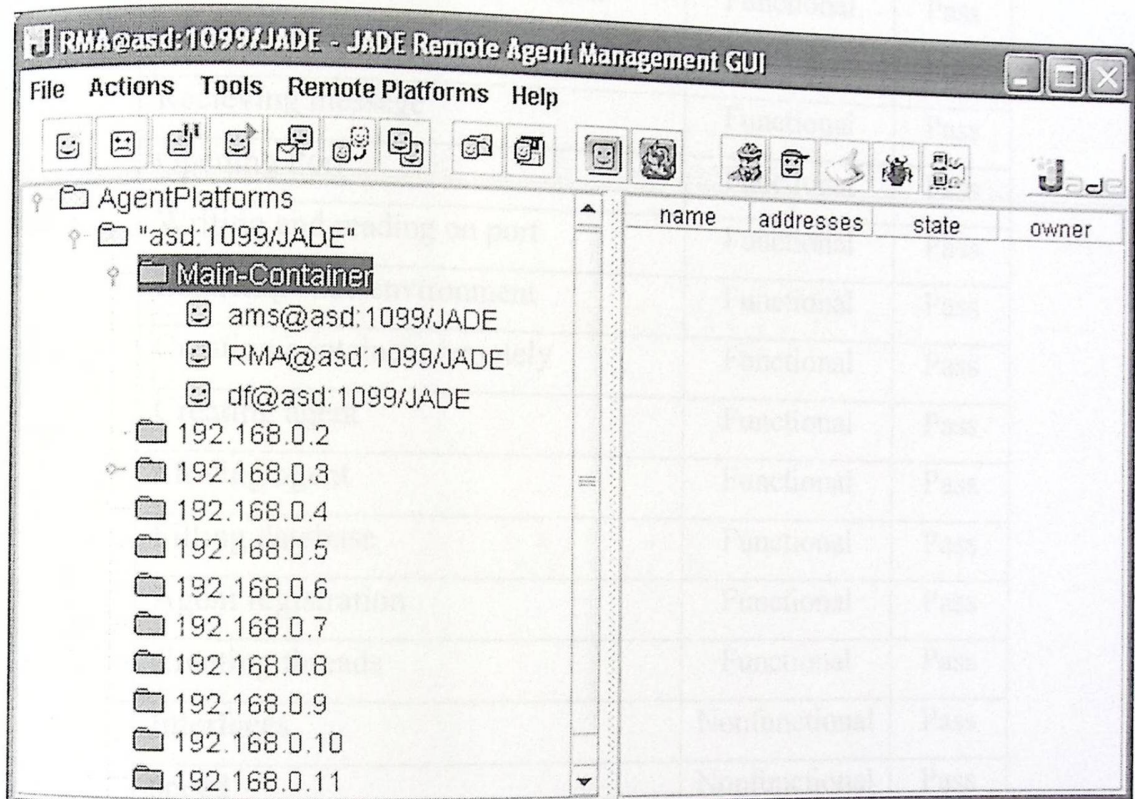 RMA@asd:1099/JADE - JADE Remote Agent Management GUI
File Actions Tools Remote Platforms Help
Jade
AgentPlatforms
"asd:1099/JADE"
Main-Container
ams@asd:1099/JADE
RMA@asd:1099/JADE
df@asd:1099/JADE
192.168.0.2
192.168.0.3
192.168.0.4
192.168.0.5
192.168.0.6
192.168.0.7
192.168.0.8
192.168.0.9
192.168.0.10
192.168.0.11
name addresses state owner
Functional Pass
Functional Pass
Functional Pass
Functional Pass
Functional Pass
Functional Pass
Functional Pass
Functional Pass
Functional Pass
Functional Pass
Nonfunctional Pass
Nonfunctional Pass